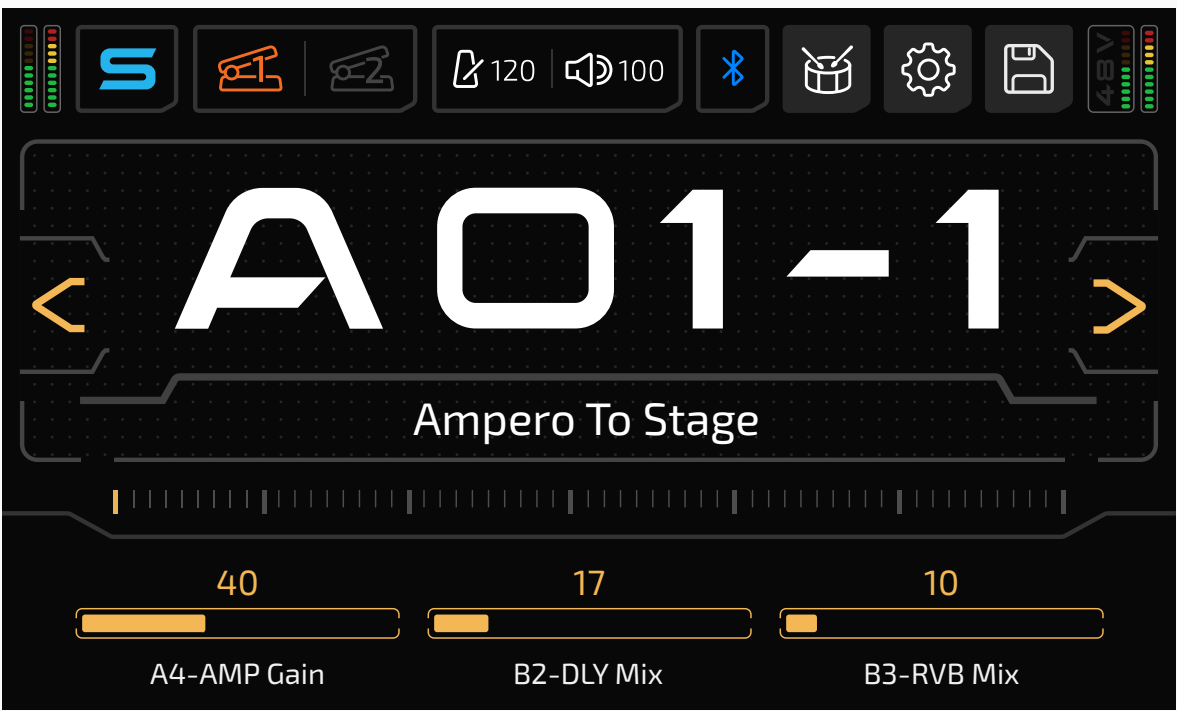 S
1 2
120 100
48V
A01-1
Ampero To Stage
40 17 10
A4-AMP Gain B2-DLY Mix B3-RVB Mix